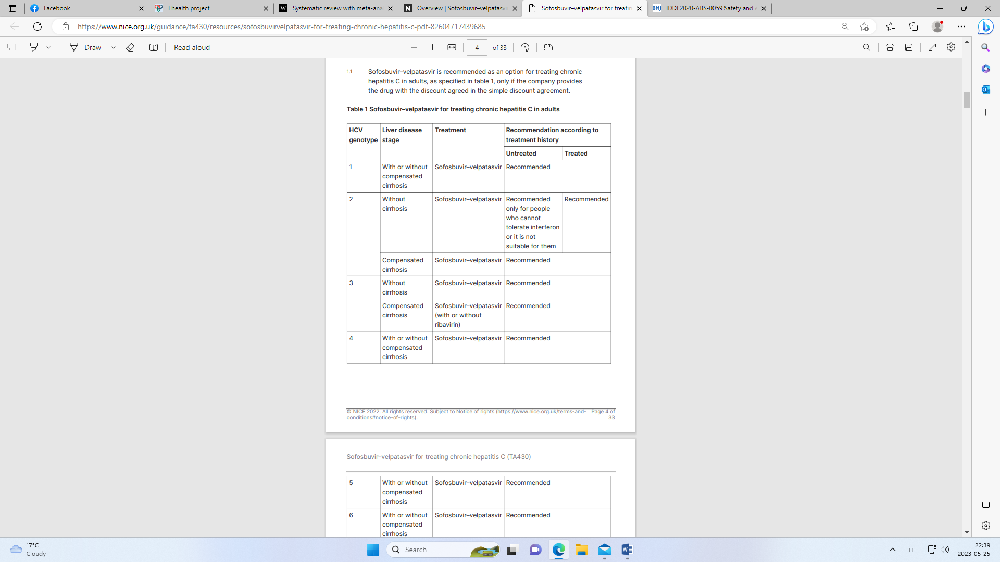 Facebook
Ehealth project
Systematic review with meta-ana
Overview | Sofosbuvir–velpatasvi
Sofosbuvir–velpatasvir for treatin
BMJ IDDF2020-ABS-0059 Safety and e
https://www.nice.org.uk/guidance/ta430/resources/sofosbuvirvelpatasvir-for-treating-chronic-hepatitis-c-pdf-82604717439685
Draw
Read aloud
4 of 33
1.1 Sofosbuvir–velpatasvir is recommended as an option for treating chronic
hepatitis C in adults, as specified in table 1, only if the company provides
the drug with the discount agreed in the simple discount agreement.
Table 1 Sofosbuvir–velpatasvir for treating chronic hepatitis C in adults
HCV
genotype
Liver disease
stage
Treatment
Recommendation according to
treatment history
Untreated
Treated
1
With or without
compensated
cirrhosis
Sofosbuvir–velpatasvir
Recommended
2
Without
cirrhosis
Sofosbuvir–velpatasvir
Recommended
only for people
who cannot
tolerate interferon
or it is not
suitable for them
Recommended
Compensated
cirrhosis
Sofosbuvir–velpatasvir
Recommended
3
Without
cirrhosis
Sofosbuvir–velpatasvir
Recommended
Compensated
cirrhosis
Sofosbuvir–velpatasvir
(with or without
ribavirin)
Recommended
4
With or without
compensated
cirrhosis
Sofosbuvir–velpatasvir
Recommended
© NICE 2022. All rights reserved. Subject to Notice of rights (https://www.nice.org.uk/terms-and-
conditions#notice-of-rights).
Page 4 of
33
Sofosbuvir–velpatasvir for treating chronic hepatitis C (TA430)
5
With or without
compensated
cirrhosis
Sofosbuvir–velpatasvir
Recommended
6
With or without
compensated
cirrhosis
Sofosbuvir–velpatasvir
Recommended
17°C
Cloudy
Search
LIT
22:39
2023-05-25